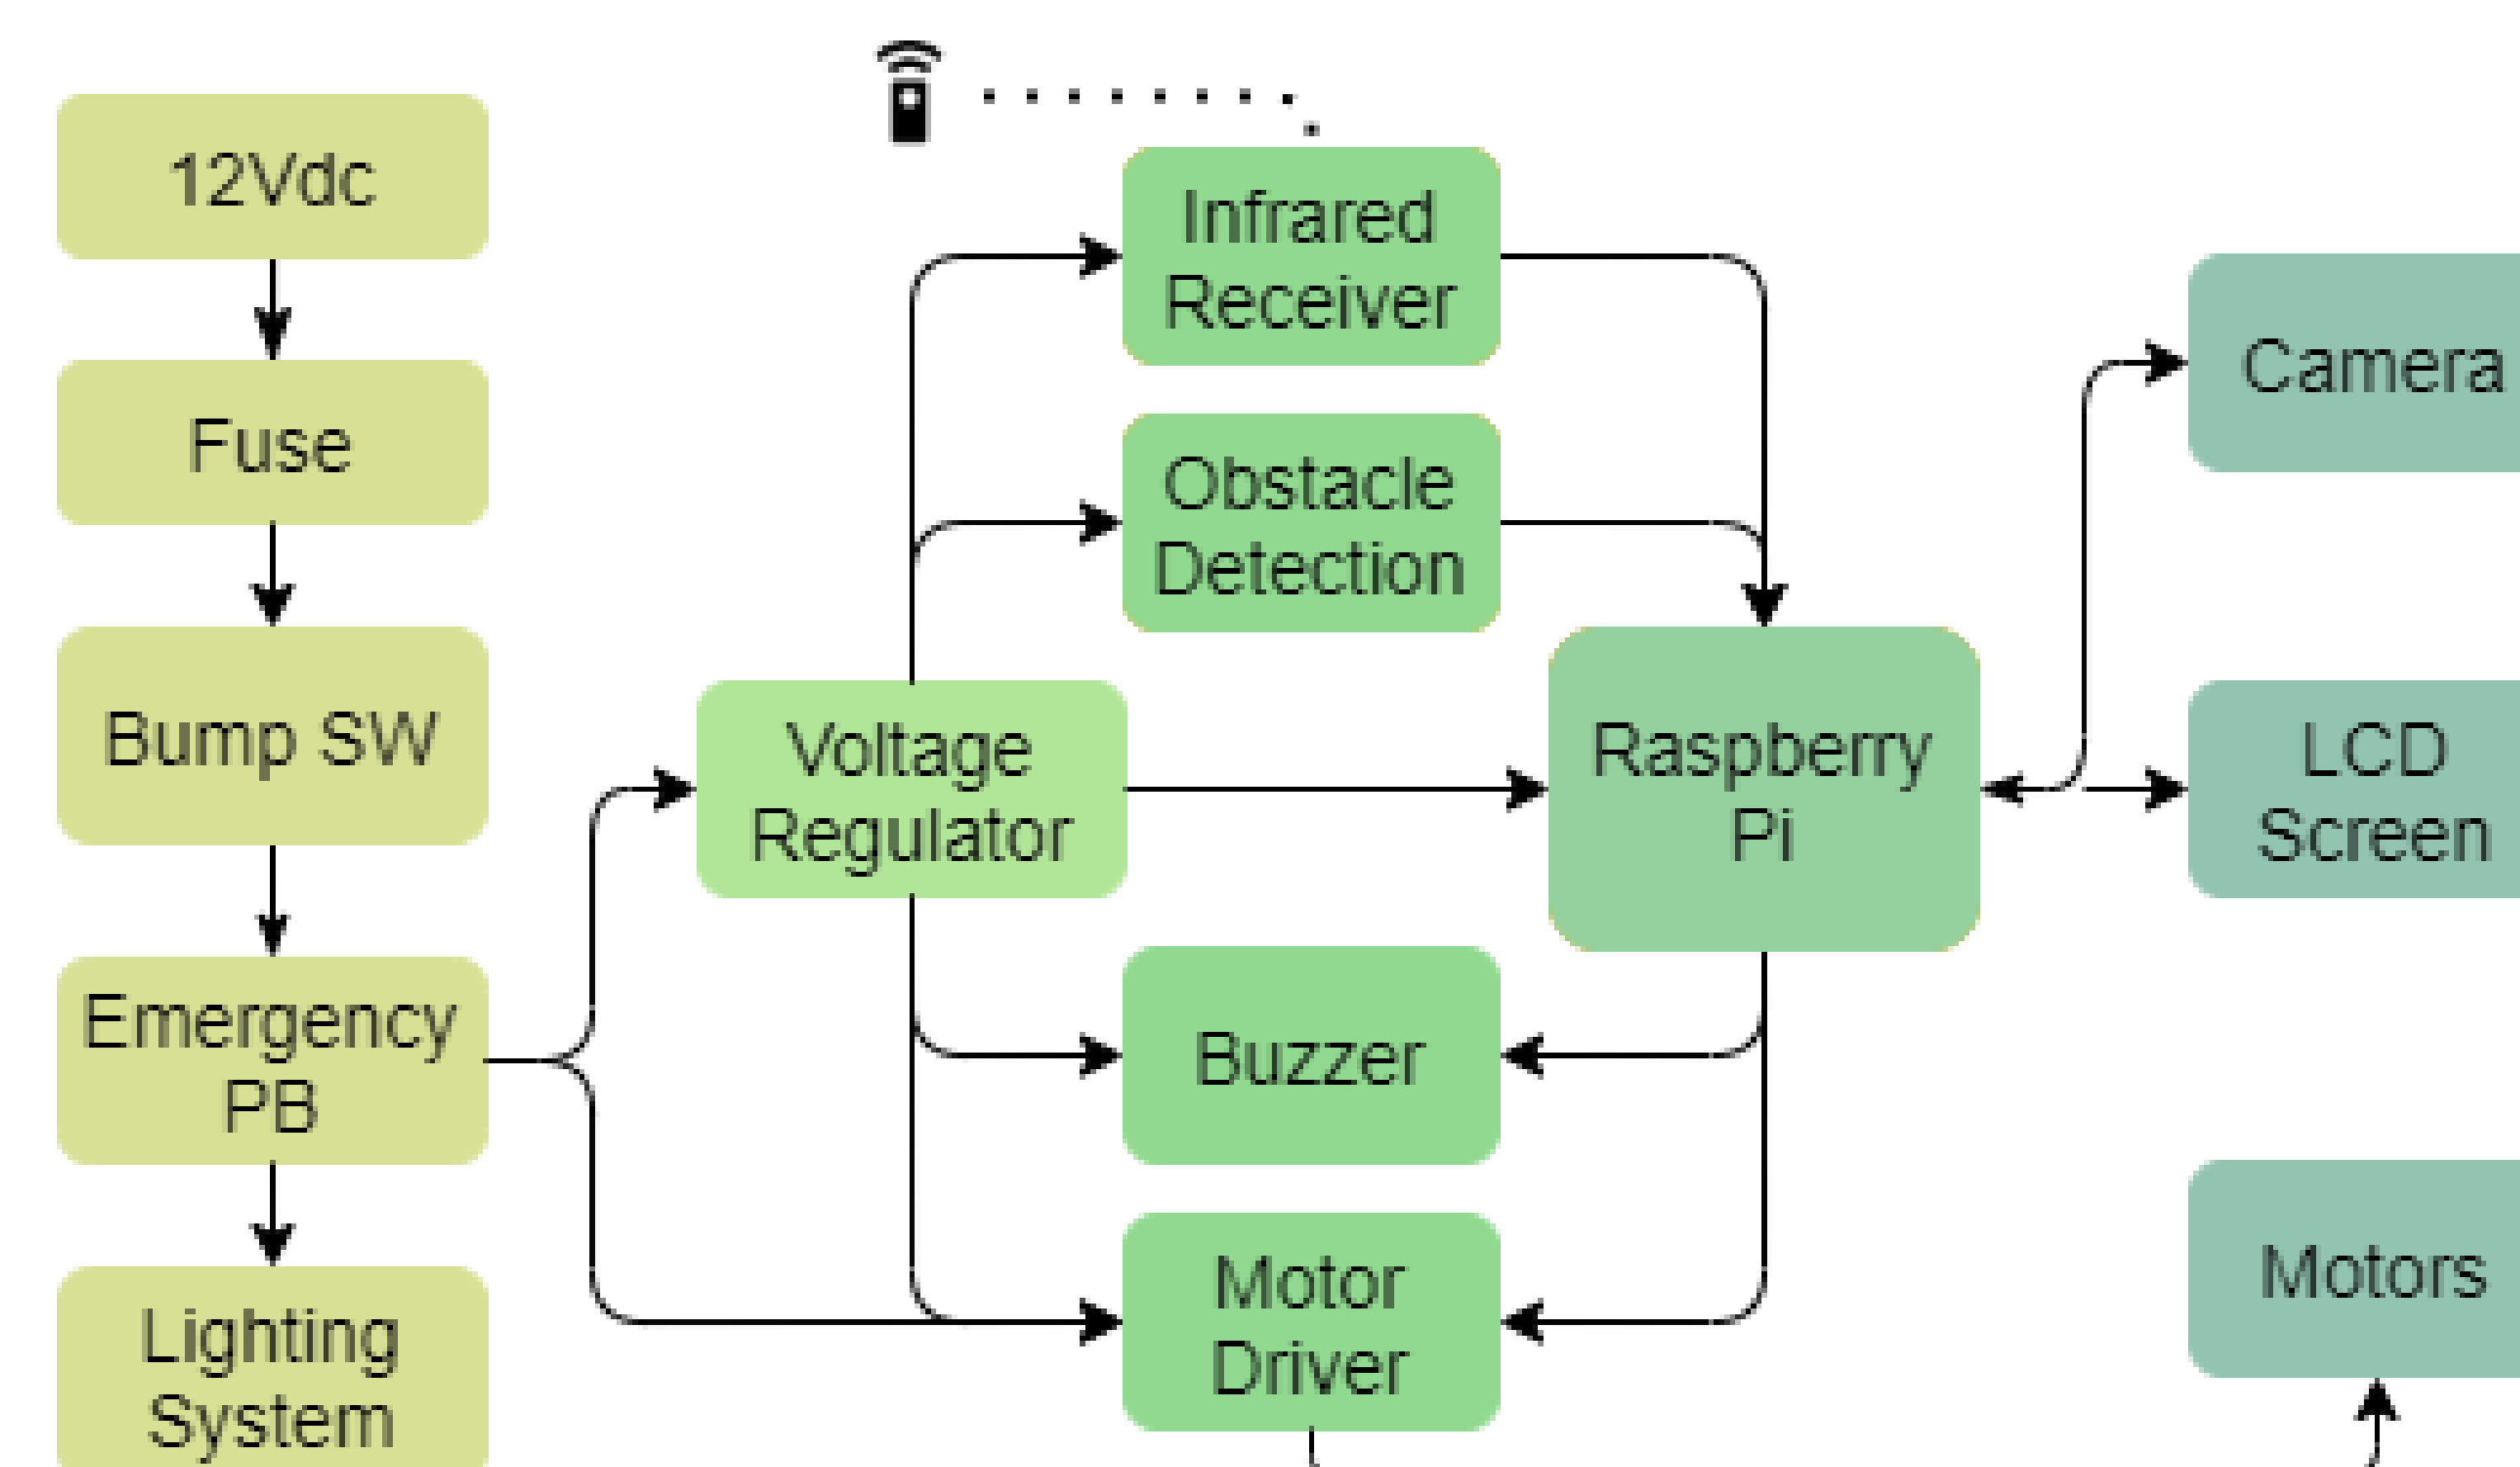 12Vdc
Fuse
Bump SW
Emergency
PB
Lighting
System
Voltage
Regulator
Infrared
Receiver
Obstacle
Detection
Buzzer
Motor
Driver
Raspberry
Pi
Camera
LCD
Screen
Motors